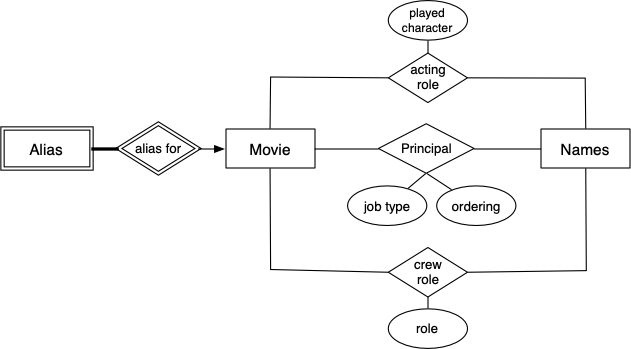 played
character
acting
role
Alias
alias for
Movie
Principal
Names
job type
ordering
crew
role
role